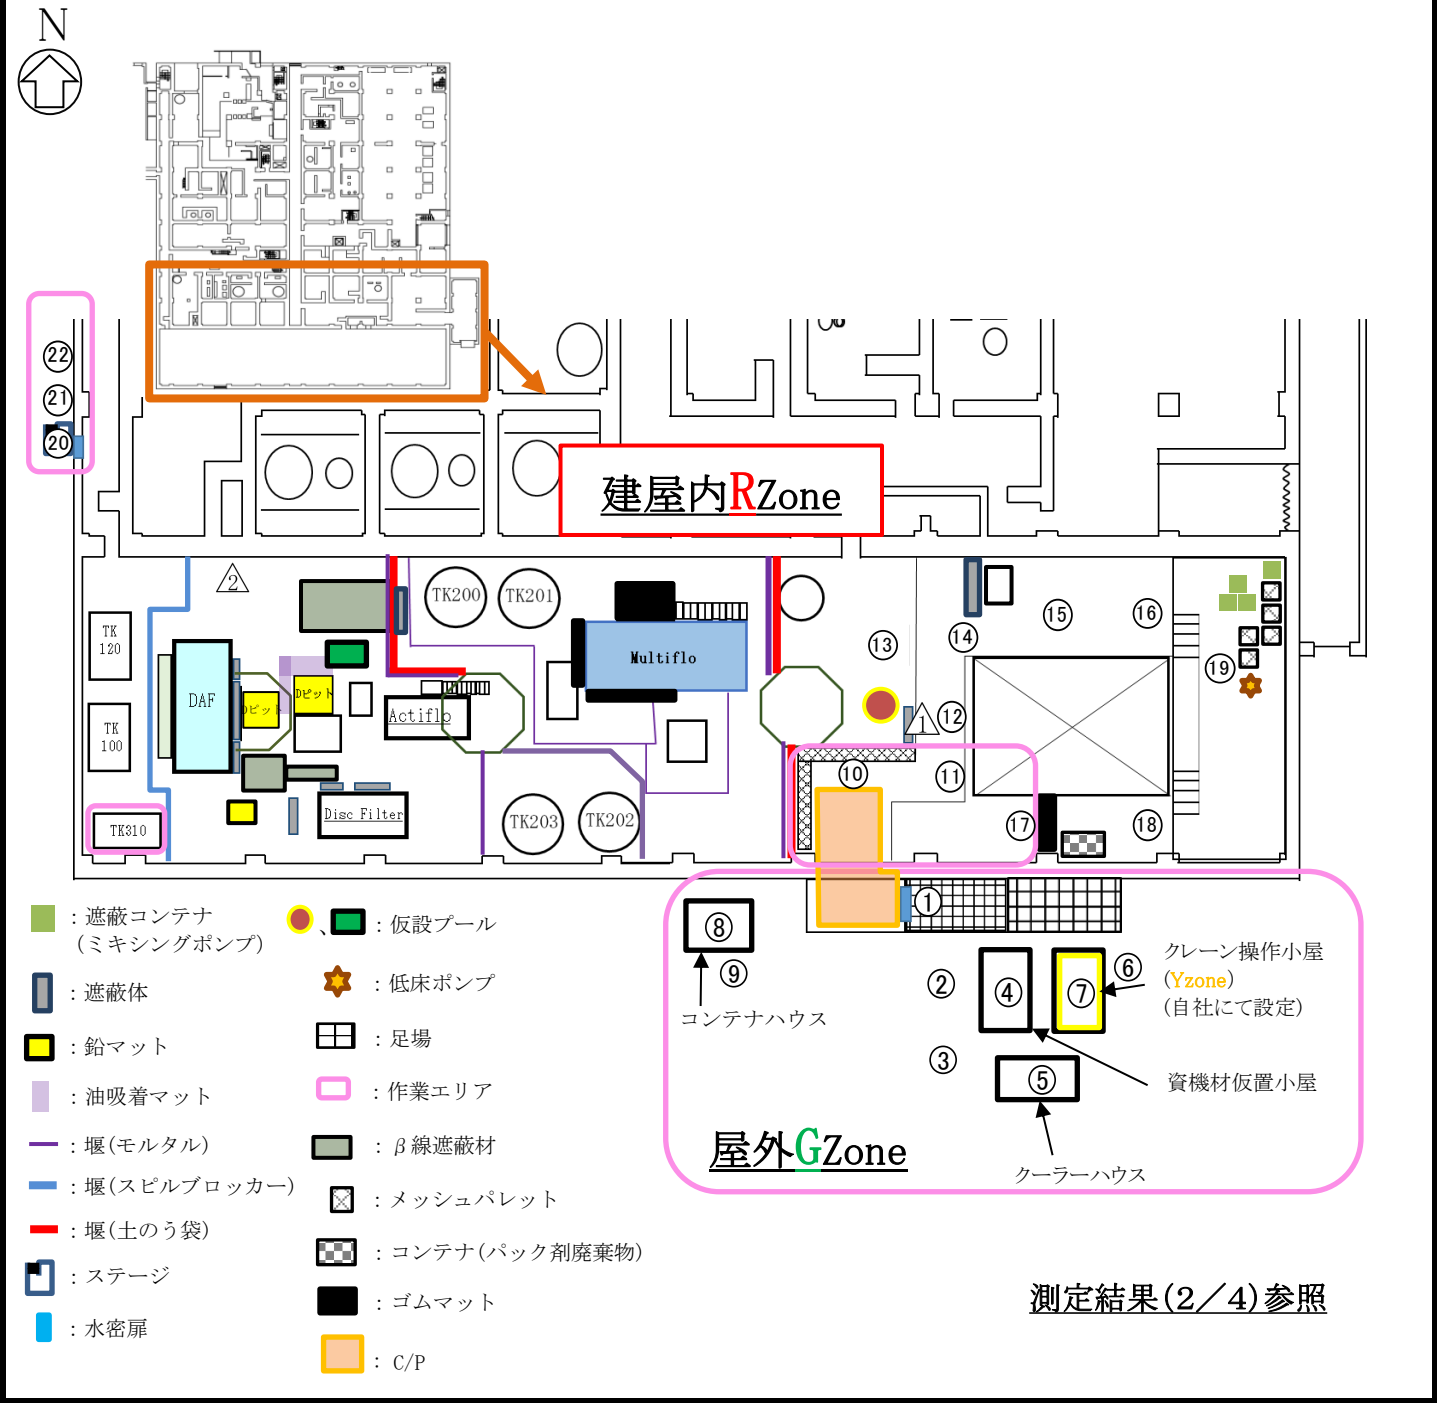 N
22
21
20
建屋内RZone
2
TK
120
TK
100
TK310
DAF
Dピット
Dピット
Actiflo
Disc Filter
TK200
TK201
Multiflo
TK203
TK202
13
14
15
16
19
1
12
11
10
17
18
1
8
9
コンテナハウス
2
3
4
5
7
6
クレーン操作小屋
(Yzone)
(自社にて設定)
資機材仮置小屋
クーラーハウス
屋外GZone
：遮蔽コンテナ
(ミキシングポンプ)
：遮蔽体
：鉛マット
：油吸着マット
：堰(モルタル)
：堰(スピルブロッカー)
：堰(土のう袋)
：ステージ
：水密扉
、：仮設プール
：低床ポンプ
：足場
：作業エリア
：β線遮蔽材
：メッシュパレット
：コンテナ(パック剤廃棄物)
：ゴムマット
：C/P
測定結果(2／4)参照